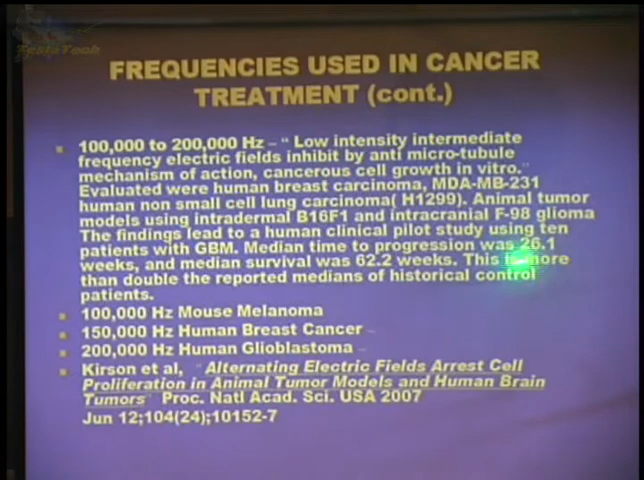 TeslaTech
FREQUENCIES USED IN CANCER
TREATMENT (cont.)
100,000 to 200,000 Hz – " Low intensity intermediate
frequency electric fields inhibit by anti micro-tubule
mechanism of action, cancerous cell growth in vitro."
Evaluated were human breast carcinoma, MDA-MB-231
human non small cell lung carcinoma( H1299). Animal tumor
models using intradermal B16F1 and intracranial F-98 glioma
The findings lead to a human clinical pilot study using ten
patients with GBM. Median time to progression was 26.1
weeks, and median survival was 62.2 weeks. This is more
than double the reported medians of historical control
patients.
100,000 Hz Mouse Melanoma
150,000 Hz Human Breast Cancer –
200,000 Hz Human Glioblastoma –
Kirson et al, " Alternating Electric Fields Arrest Cell
Proliferation in Animal Tumor Models and Human Brain
Tumors" Proc. Natl Acad. Sci. USA 2007
Jun 12;104(24);10152-7